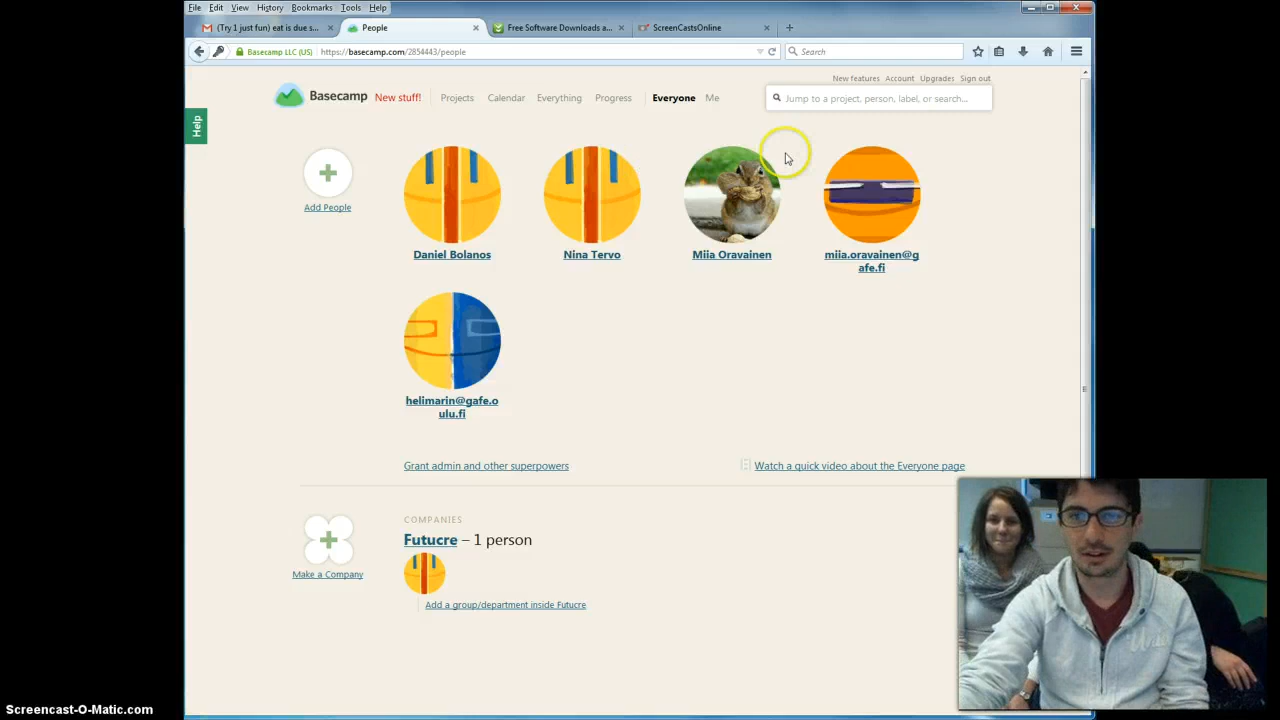 File Edit View History Bookmarks Tools Help
(Try 1 just fun) eat is due s...
People
Free Software Downloads a...
ScreenCastsOnline
Basecamp LLC (US)
https://basecamp.com/2854443/people
Search
New features Account Upgrades Sign out
Basecamp New stuff! Projects Calendar Everything Progress Everyone Me
Jump to a project, person, label, or search...
Help
Add People
Daniel Bolanos
Nina Tervo
Miia Oravainen
miia.oravainen@g
afe.fi
helimarin@gafe.o
ulu.fi
Grant admin and other superpowers
Watch a quick video about the Everyone page
COMPANIES
Futucre – 1 person
Make a Company
Add a group/department inside Futucre
Screencast-O-Matic.com